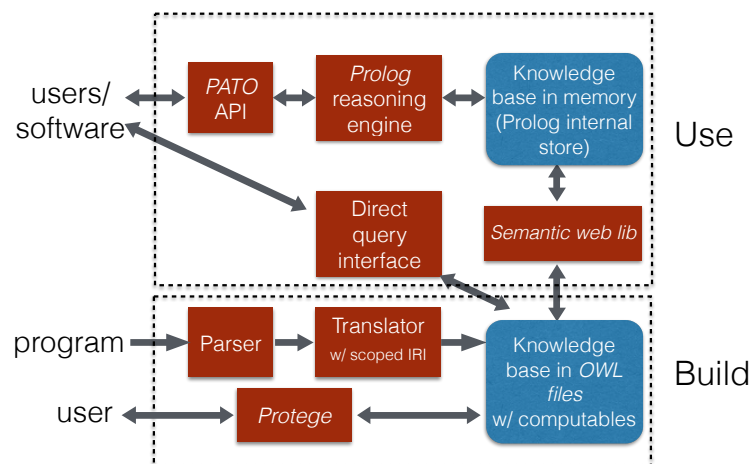 users/
software
PATO
API
Prolog
reasoning
engine
Knowledge
base in memory
(Prolog internal
store)
Use
Direct
query
interface
Semantic web lib
program
Parser
Translator
w/ scoped IRI
Knowledge
base in OWL
files
w/ computables
Build
user
Protege